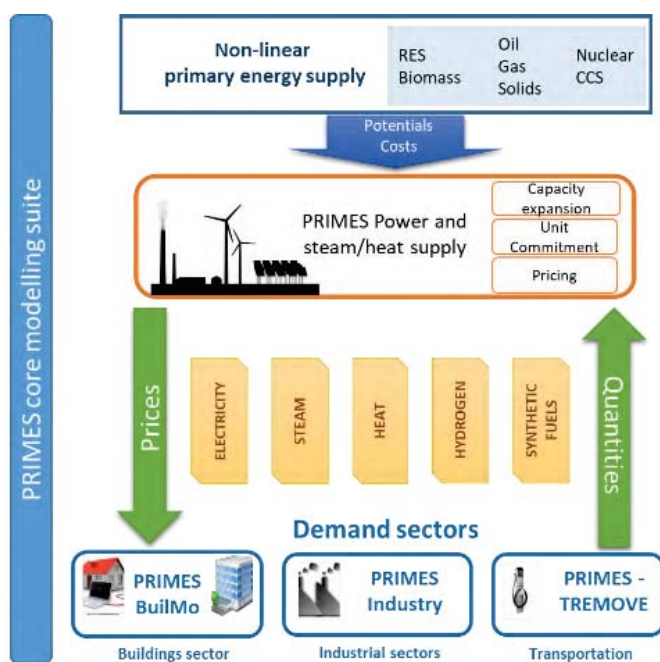 PRIMES core modelling suite
Non-linear
primary energy supply
RES
Biomass
Oil
Gas
Solids
Nuclear
CCS
Potentials
Costs
PRIMES Power and
steam/heat supply
Capacity
expansion
Unit
Commitment
Pricing
Prices
ELECTRICITY
STEAM
HEAT
HYDROGEN
SYNTHETIC
FUELS
Quantities
Demand sectors
PRIMES
BuilMo
PRIMES
Industry
PRIMES -
TREMOVE
Buildings sector
Industrial sectors
Transportation